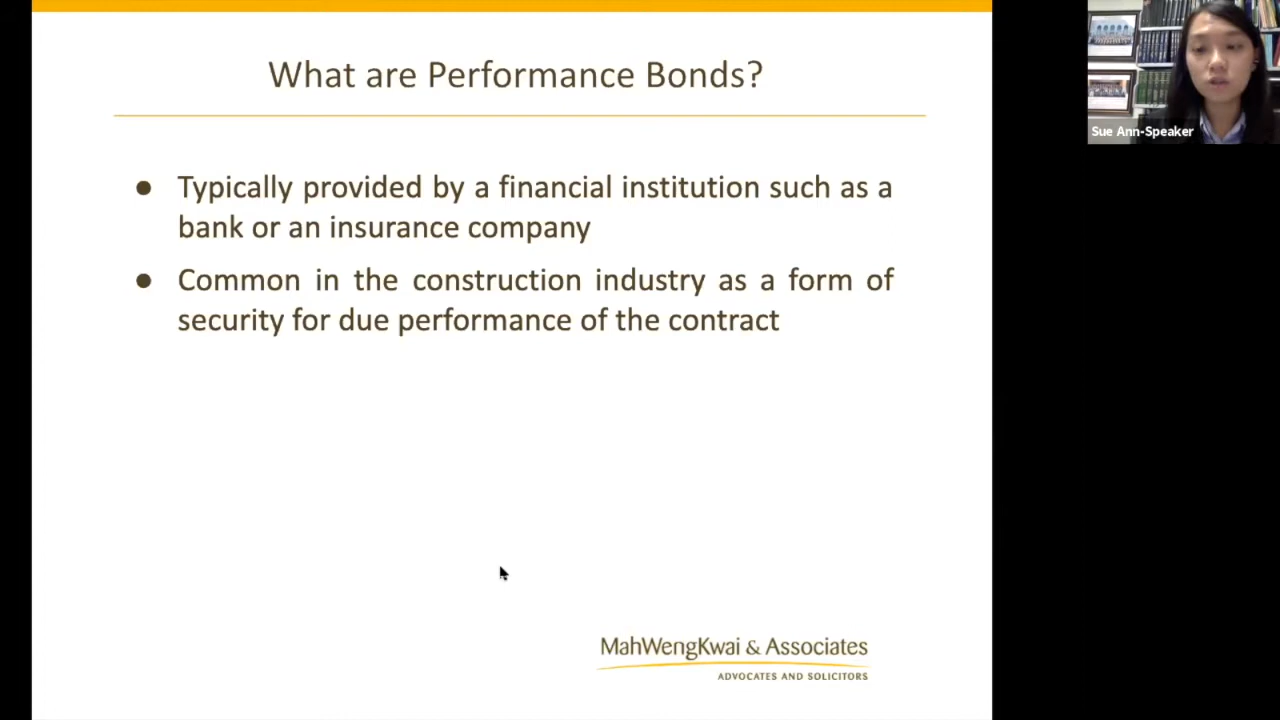 What are Performance Bonds?
● Typically provided by a financial institution such as a
bank or an insurance company
● Common in the construction industry as a form of
security for due performance of the contract
MahWengKwai & Associates
ADVOCATES AND SOLICITORS
Sue Ann-Speaker